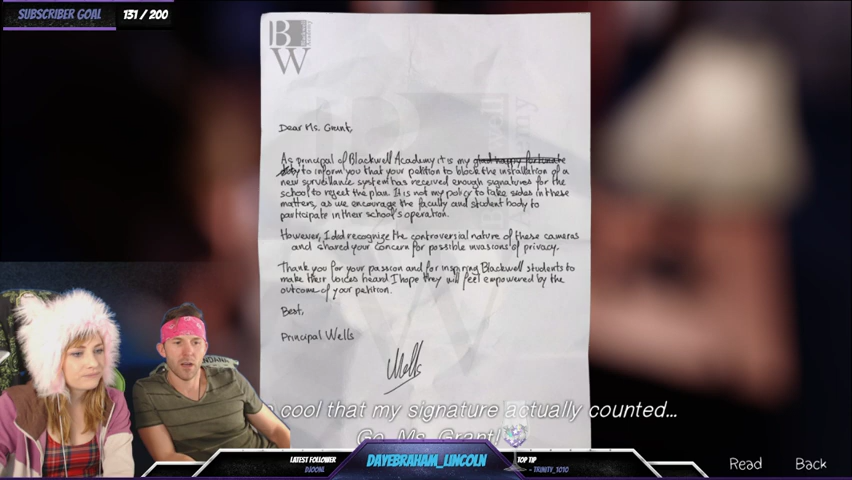 SUBSCRIBER GOAL 131 / 200
B
W
Dear Ms. Grant,
As principal of Blackwell Academy it is my glad happy fortunate
duty to inform you that your petition to block the installation of a
new surveillance system has received enough signatures for the
school to reject the plan. It is not my policy to take sides in these
matters, as we encourage the faculty and student body to
participate in their school's operation.
However, I did recognize the controversial nature of these cameras
and shared your concern for possible invasions of privacy.
Thank you for your passion and for inspiring Blackwell students to
make their voices heard I hope they will feel empowered by the
outcome of your petition.
Best,
Principal Wells
Wells
cool that my signature actually counted...
Go, Ms. Grant!
LATEST FOLLOWER
DJOONE
DAYEBRAHAM_LINCOLN
TOP TIP
- TRINITY_1010
Read Back